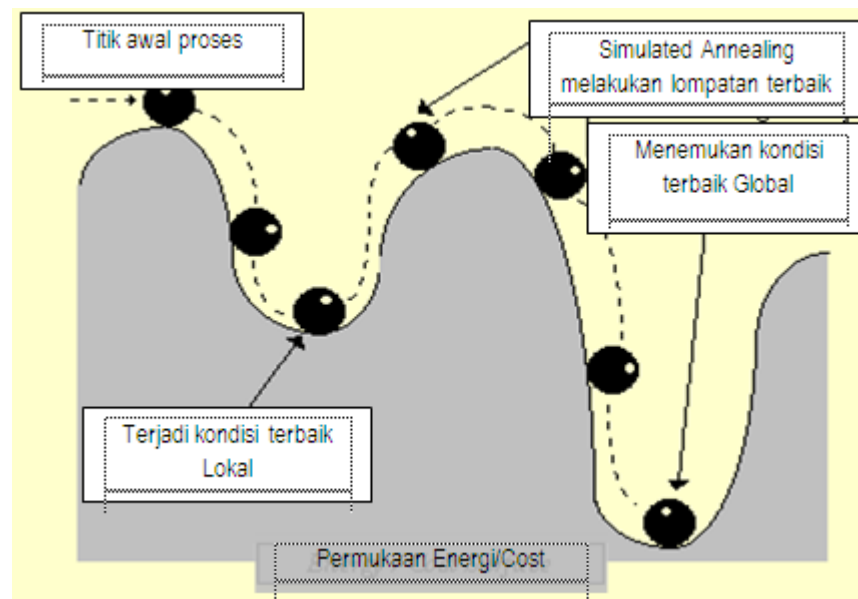 Titik awal proses
Simulated Annealing
melakukan lompatan terbaik
Menemukan kondisi
terbaik Global
Terjadi kondisi terbaik
Lokal
Permukaan Energi/Cost